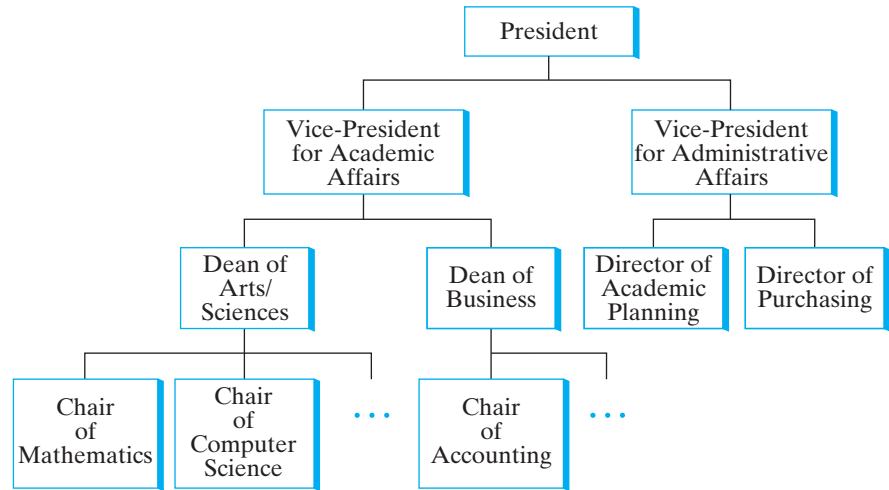 President
Vice-President
for Academic
Affairs
Vice-President
for Administrative
Affairs
Dean of
Arts/
Sciences
Dean of
Business
Director of
Academic
Planning
Director of
Purchasing
Chair
of
Mathematics
Chair
of
Computer
Science
...
Chair
of
Accounting
...